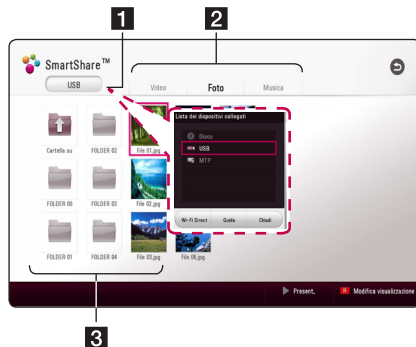 1
2
SmartShare™
USB
Video
Foto
Musica
Lista dei dispositivi collegati
Disco
USB
MTP
Wi-Fi Direct
Guida
Chiudi
Cartella su
FOLDER 02
File 01.jpg
FOLDER 00
FOLDER 03
File 02.jpg
FOLDER 01
FOLDER 04
File 03.jpg
File 06.jpg
Present.
R Modifica visualizzazione
3